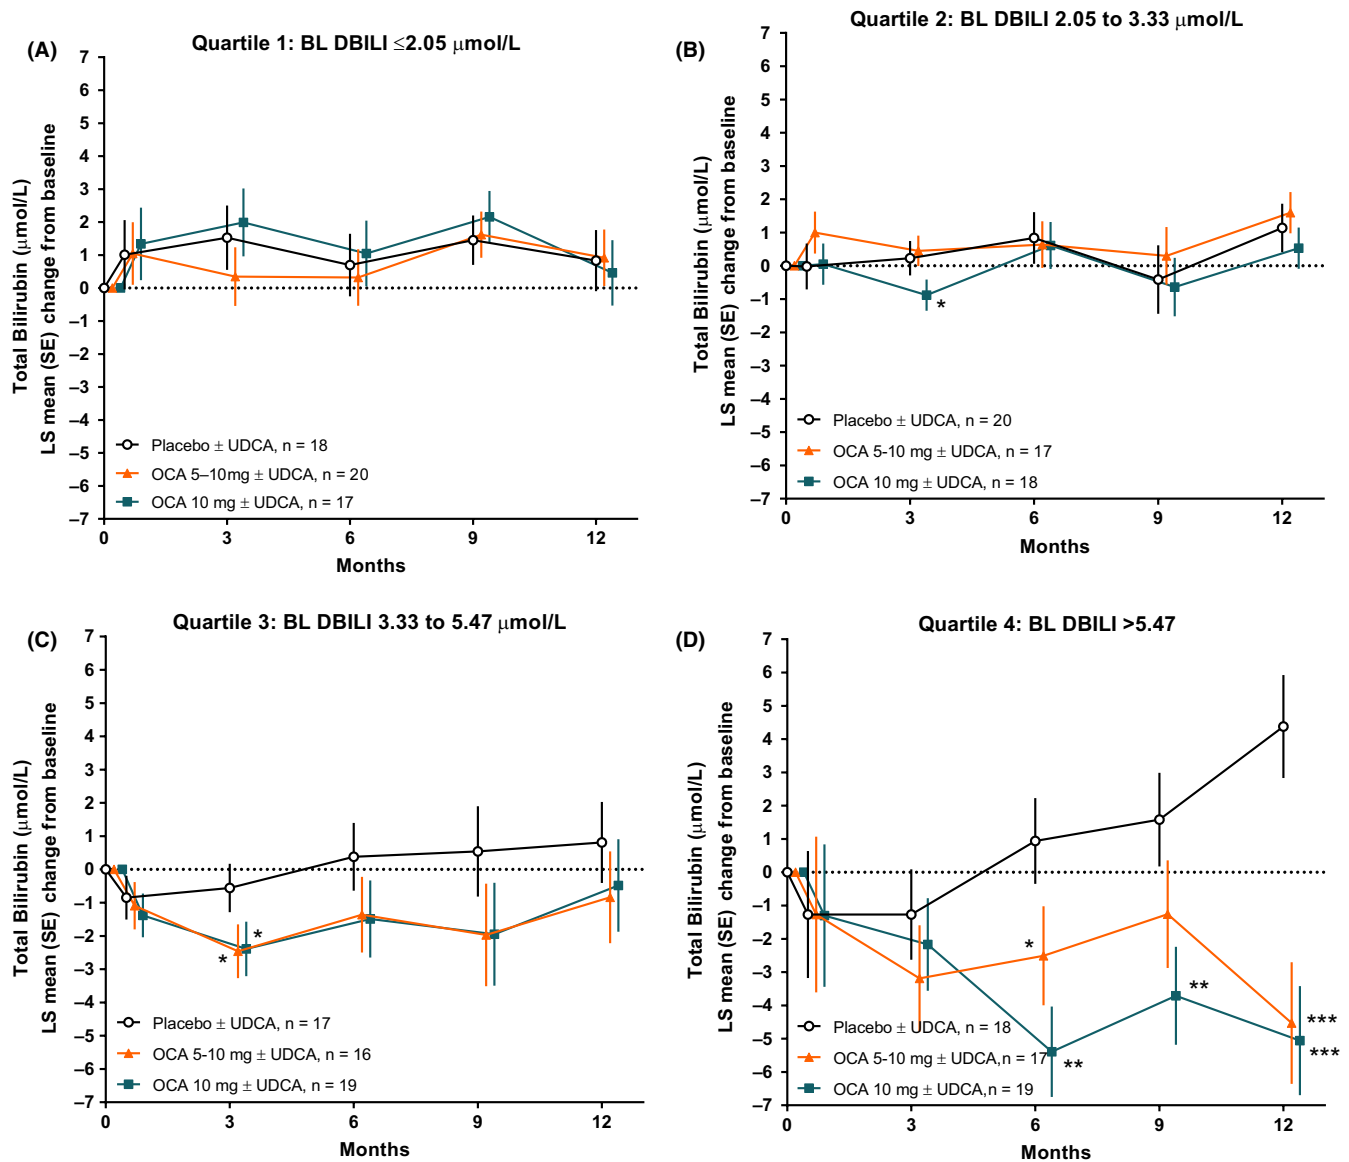 (A)
Quartile 1: BL DBILI ≤2.05 μmol/L
Total Bilirubin (μmol/L)
LS mean (SE) change from baseline
7
6
5
4
3
2
1
0
–1
–2
–3
–4
–5
–6
–7
Placebo ± UDCA, n = 18
OCA 5–10mg ± UDCA, n = 20
OCA 10 mg ± UDCA, n = 17
0 3 6 9 12
Months
(B)
Quartile 2: BL DBILI 2.05 to 3.33 μmol/L
Total Bilirubin (μmol/L)
LS mean (SE) change from baseline
7
6
5
4
3
2
1
0
–1
–2
–3
–4
–5
–6
–7
*
Placebo ± UDCA, n = 20
OCA 5-10 mg ± UDCA, n = 17
OCA 10 mg ± UDCA, n = 18
0 3 6 9 12
Months
(C)
Quartile 3: BL DBILI 3.33 to 5.47 μmol/L
Total Bilirubin (μmol/L)
LS mean (SE) change from baseline
7
6
5
4
3
2
1
0
–1
–2
–3
–4
–5
–6
–7
*
*
Placebo ± UDCA, n = 17
OCA 5-10 mg ± UDCA, n = 16
OCA 10 mg ± UDCA, n = 19
0 3 6 9 12
Months
(D)
Quartile 4: BL DBILI >5.47
Total Bilirubin (μmol/L)
LS mean (SE) change from baseline
7
6
5
4
3
2
1
0
–1
–2
–3
–4
–5
–6
–7
*
**
**
***
***
Placebo ± UDCA, n = 18
OCA 5-10 mg ± UDCA, n = 17
OCA 10 mg ± UDCA, n = 19
0 3 6 9 12
Months